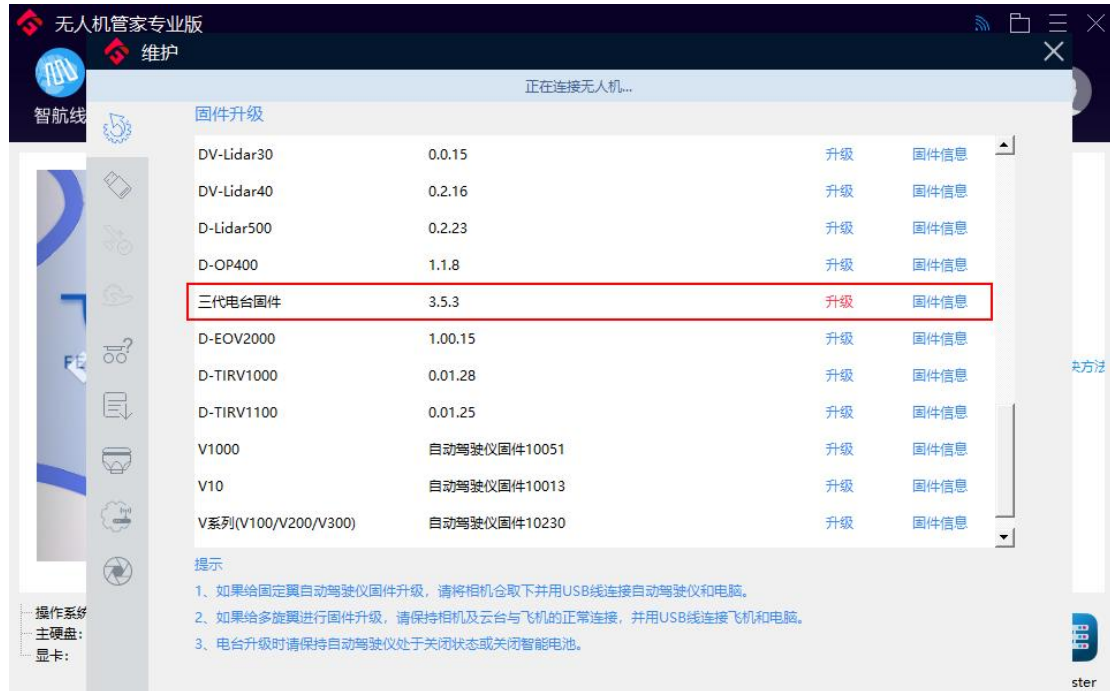 无人机管家专业版
维护
正在连接无人机...
智航线
固件升级
DV-Lidar30 0.0.15 升级 固件信息
DV-Lidar40 0.2.16 升级 固件信息
D-Lidar500 0.2.23 升级 固件信息
D-OP400 1.1.8 升级 固件信息
三代电台固件 3.5.3 升级 固件信息
D-EOV2000 1.00.15 升级 固件信息
D-TIRV1000 0.01.28 升级 固件信息
D-TIRV1100 0.01.25 升级 固件信息
V1000 自动驾驶仪固件10051 升级 固件信息
V10 自动驾驶仪固件10013 升级 固件信息
V系列(V100/V200/V300) 自动驾驶仪固件10230 升级 固件信息
提示
1、如果给固定翼自动驾驶仪固件升级，请将相机仓取下并用USB线连接自动驾驶仪和电脑。
2、如果给多旋翼进行固件升级，请保持相机及云台与飞机的正常连接，并用USB线连接飞机和电脑。
3、电台升级时请保持自动驾驶仪处于关闭状态或关闭智能电池。
操作系统
主硬盘:
显卡:
决方法
ster